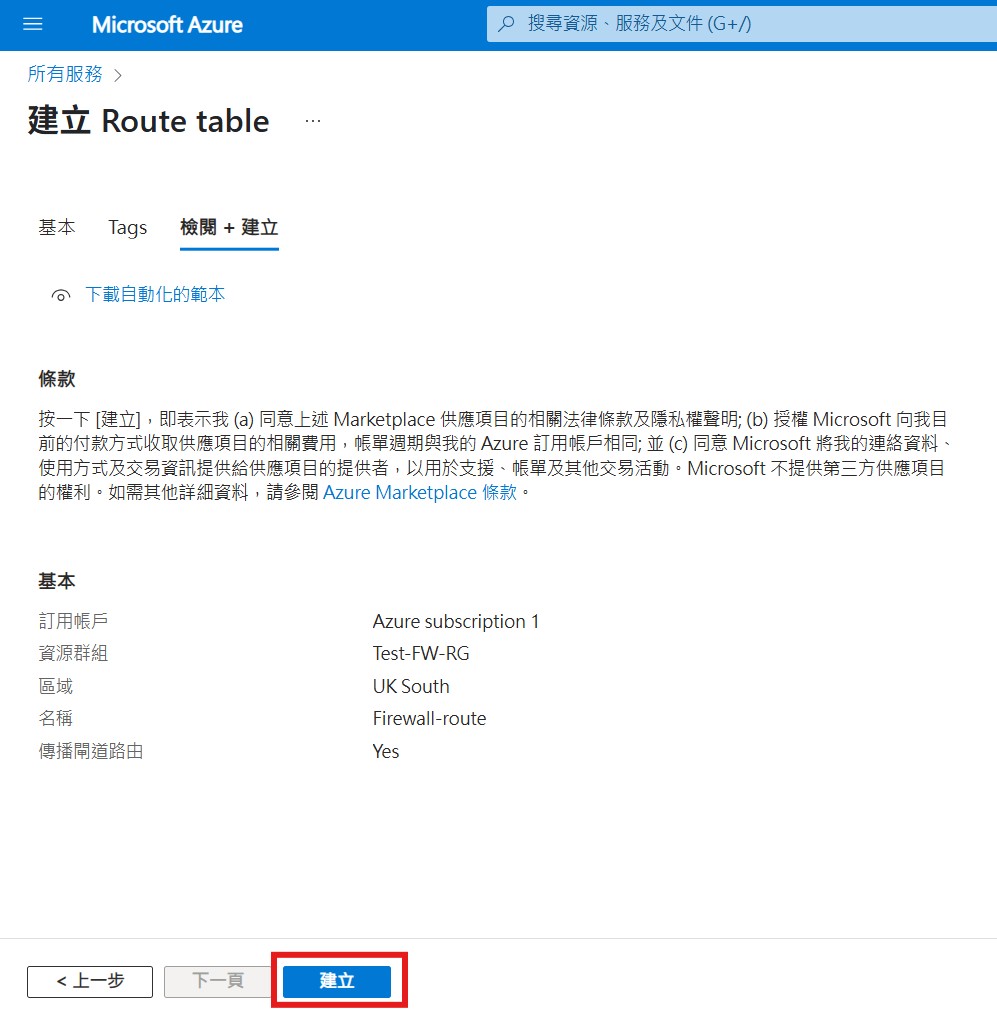 Microsoft Azure
搜尋資源、服務及文件 (G+/)
所有服務
建立 Route table ...
基本 Tags 檢閱 + 建立
下載自動化的範本
條款
按一下 [建立]，即表示我 (a) 同意上述 Marketplace 供應項目的相關法律條款及隱私權聲明; (b) 授權 Microsoft 向我目
前的付款方式收取供應項目的相關費用，帳單週期與我的 Azure 訂用帳戶相同; 並 (c) 同意 Microsoft 將我的連絡資料、
使用方式及交易資訊提供給供應項目的提供者，以用於支援、帳單及其他交易活動。Microsoft 不提供第三方供應項目
的權利。如需其他詳細資料，請參閱 Azure Marketplace 條款。
基本
訂用帳戶 Azure subscription 1
資源群組 Test-FW-RG
區域 UK South
名稱 Firewall-route
傳播閘道路由 Yes
< 上一步 下一頁 建立